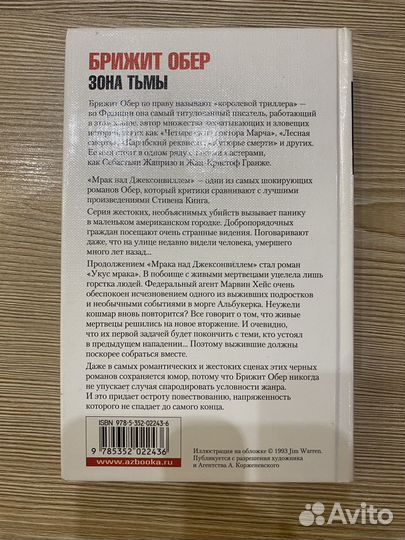 БРИЖИТ ОБЕР
ЗОНА ТЬМЫ
Брижит Обер по праву называют «королевой триллера» —
во Франции она самый титулованный писатель, работающий
в этом жанре, автор множества захватывающих и зловещих
историй, таких как «Четыре сына доктора Марча», «Лесная
смерть», «Карибский реквием», «Кутюрье смерти» и других.
Ее имя стоит в одном ряду с такими мастерами,
как Себастьян Жапризо и Жан-Кристоф Гранже.
«Мрак над Джексонвиллем» — один из самых шокирующих
романов Обер, который критики сравнивают с лучшими
произведениями Стивена Кинга.
Серия жестоких, необъяснимых убийств вызывает панику
в маленьком американском городке. Добропорядочных
граждан посещают очень странные видения. Поговаривают
даже, что на улице недавно видели человека, умершего
много лет назад...
Продолжением «Мрака над Джексонвиллем» стал роман
«Укус мрака». В побоище с живыми мертвецами уцелела лишь
горстка людей. Федеральный агент Марвин Хейс очень
обеспокоен исчезновением одного из выживших подростков
и необычными событиями в морге Альбукерка. Неужели
кошмар вновь повторится? Все говорит о том, что живые
мертвецы решились на новое вторжение. И очевидно,
что их первой задачей будет покончить с теми, кто устоял
в предыдущем нападении... Поэтому выжившие должны
поскорее собраться вместе.
Даже в самых романтических и жестоких сценах этих черных
романов сохраняется юмор, потому что Брижит Обер никогда
не упускает случая спародировать условности жанра.
И это придает остроту повествованию, напряженность
которого не спадает до самого конца.
ISBN 978-5-352-02243-6
9 785352 022436
www.azbooka.ru
Иллюстрация на обложке © 1993 Jim Warren.
Публикуется с разрешения художника
и Агентства А. Корженевского
Avito